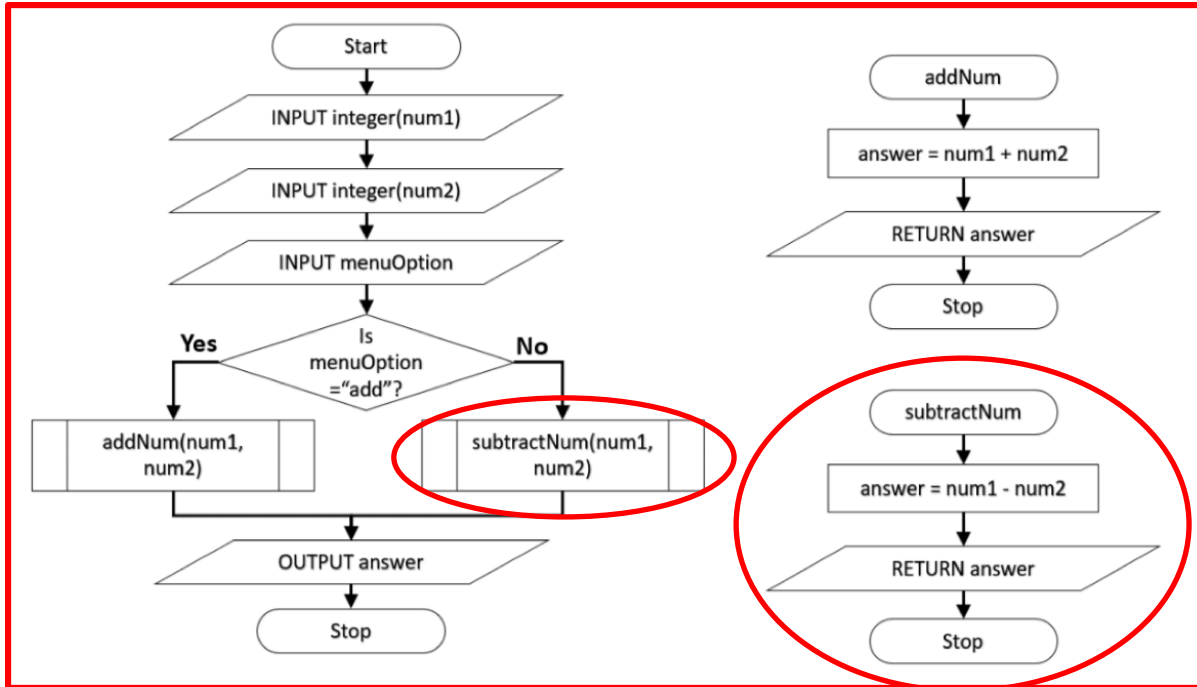 Start
INPUT integer(num1)
INPUT integer(num2)
INPUT menuOption
Is
menuOption
=“add”?
Yes
No
addNum(num1,
num2)
subtractNum(num1,
num2)
OUTPUT answer
Stop
addNum
answer = num1 + num2
RETURN answer
Stop
subtractNum
answer = num1 - num2
RETURN answer
Stop